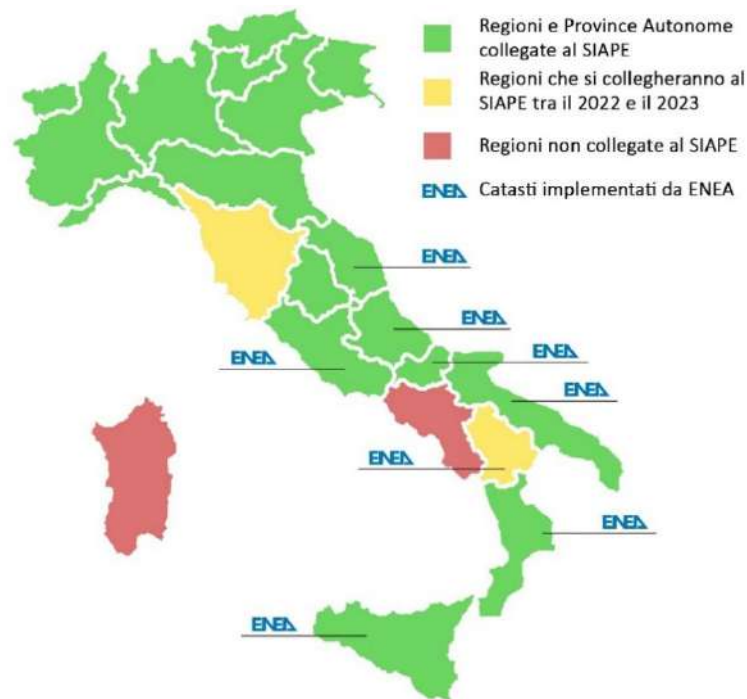 Regioni e Province Autonome
collegate al SIAPE
Regioni che si collegheranno al
SIAPE tra il 2022 e il 2023
Regioni non collegate al SIAPE
ENEA Catasti implementati da ENEA
ENEA
ENEA
ENEA
ENEA
ENEA
ENEA
ENEA
ENEA